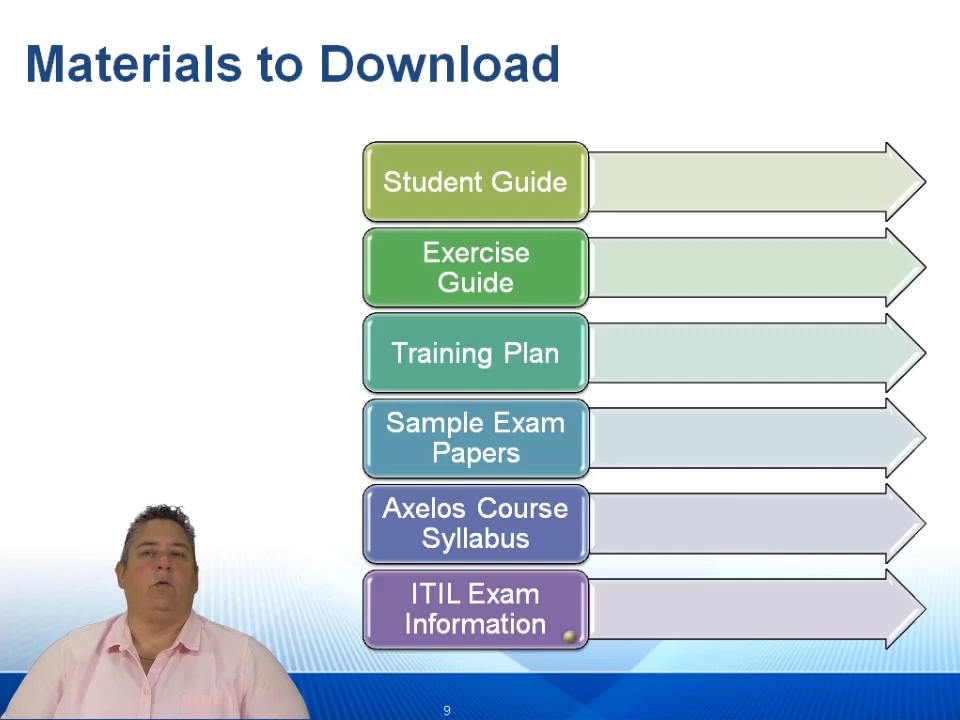 Materials to Download
Student Guide
Exercise
Guide
Training Plan
Sample Exam
Papers
Axelos Course
Syllabus
ITIL Exam
Information
9